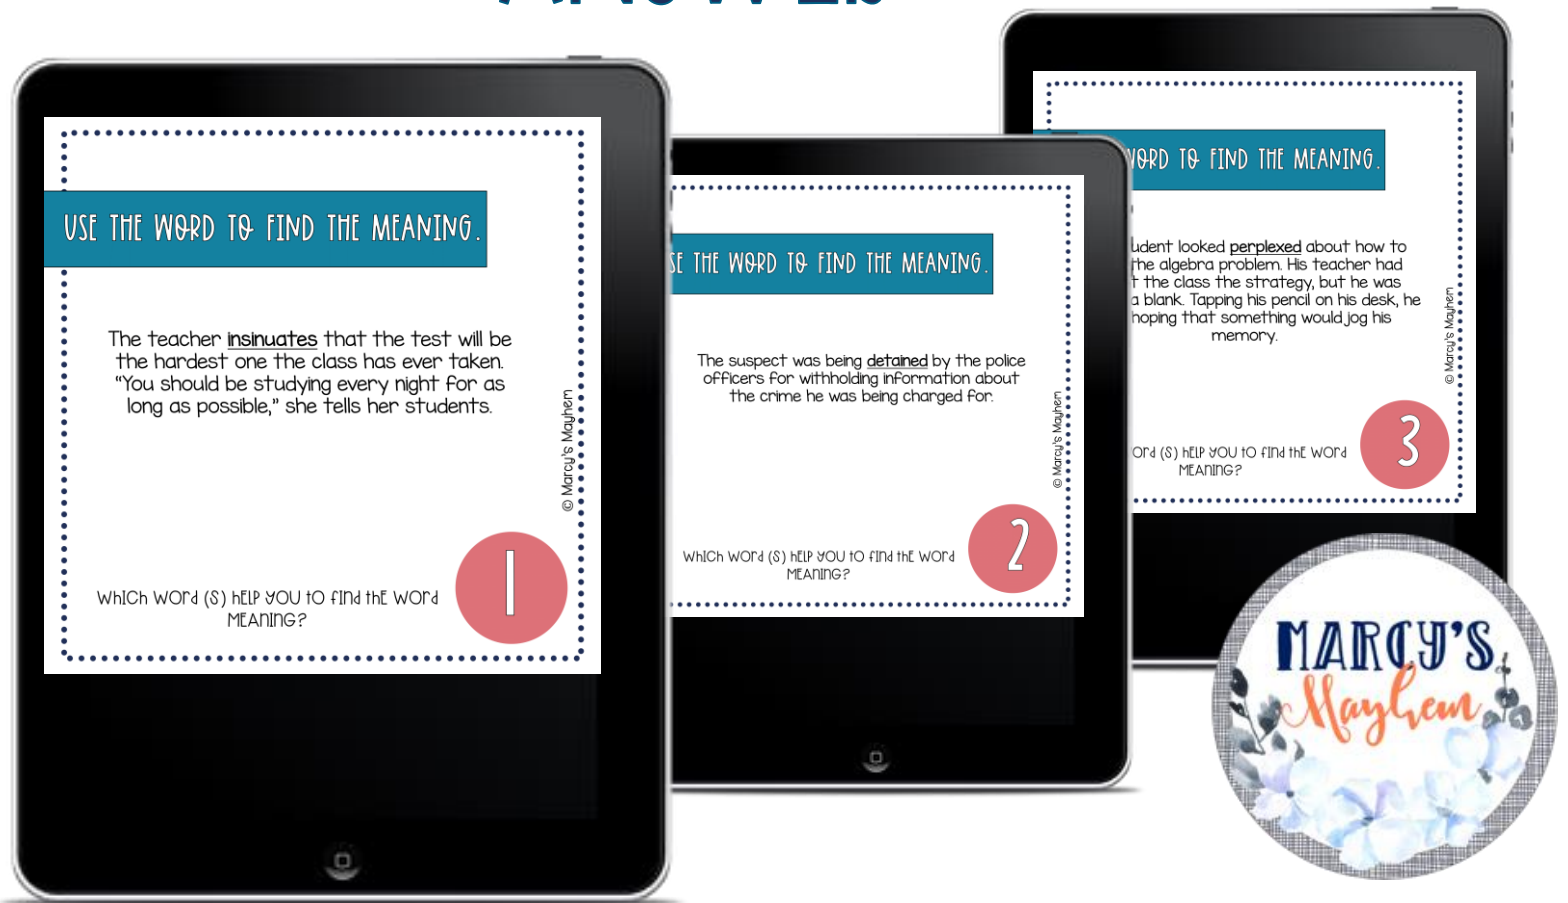 USE THE WORD TO FIND THE MEANING.
The teacher insinuates that the test will be
the hardest one the class has ever taken.
"You should be studying every night for as
long as possible," she tells her students.
© Marcy's Mayhem
Which word (s) help you to find the word
meaning?
1
THE WORD TO FIND THE MEANING.
The suspect was being detained by the police
officers for withholding information about
the crime he was being charged for.
© Marcy's Mayhem
Which word (s) help you to find the word
meaning?
2
TO FIND THE MEANING.
looked perplexed about how to
the algebra problem. His teacher had
the class the strategy, but he was
a blank. Tapping his pencil on his desk, he
hoping that something would jog his
memory.
© Marcy's Mayhem
(s) help you to find the word
meaning?
3
MARCY'S
Mayhem